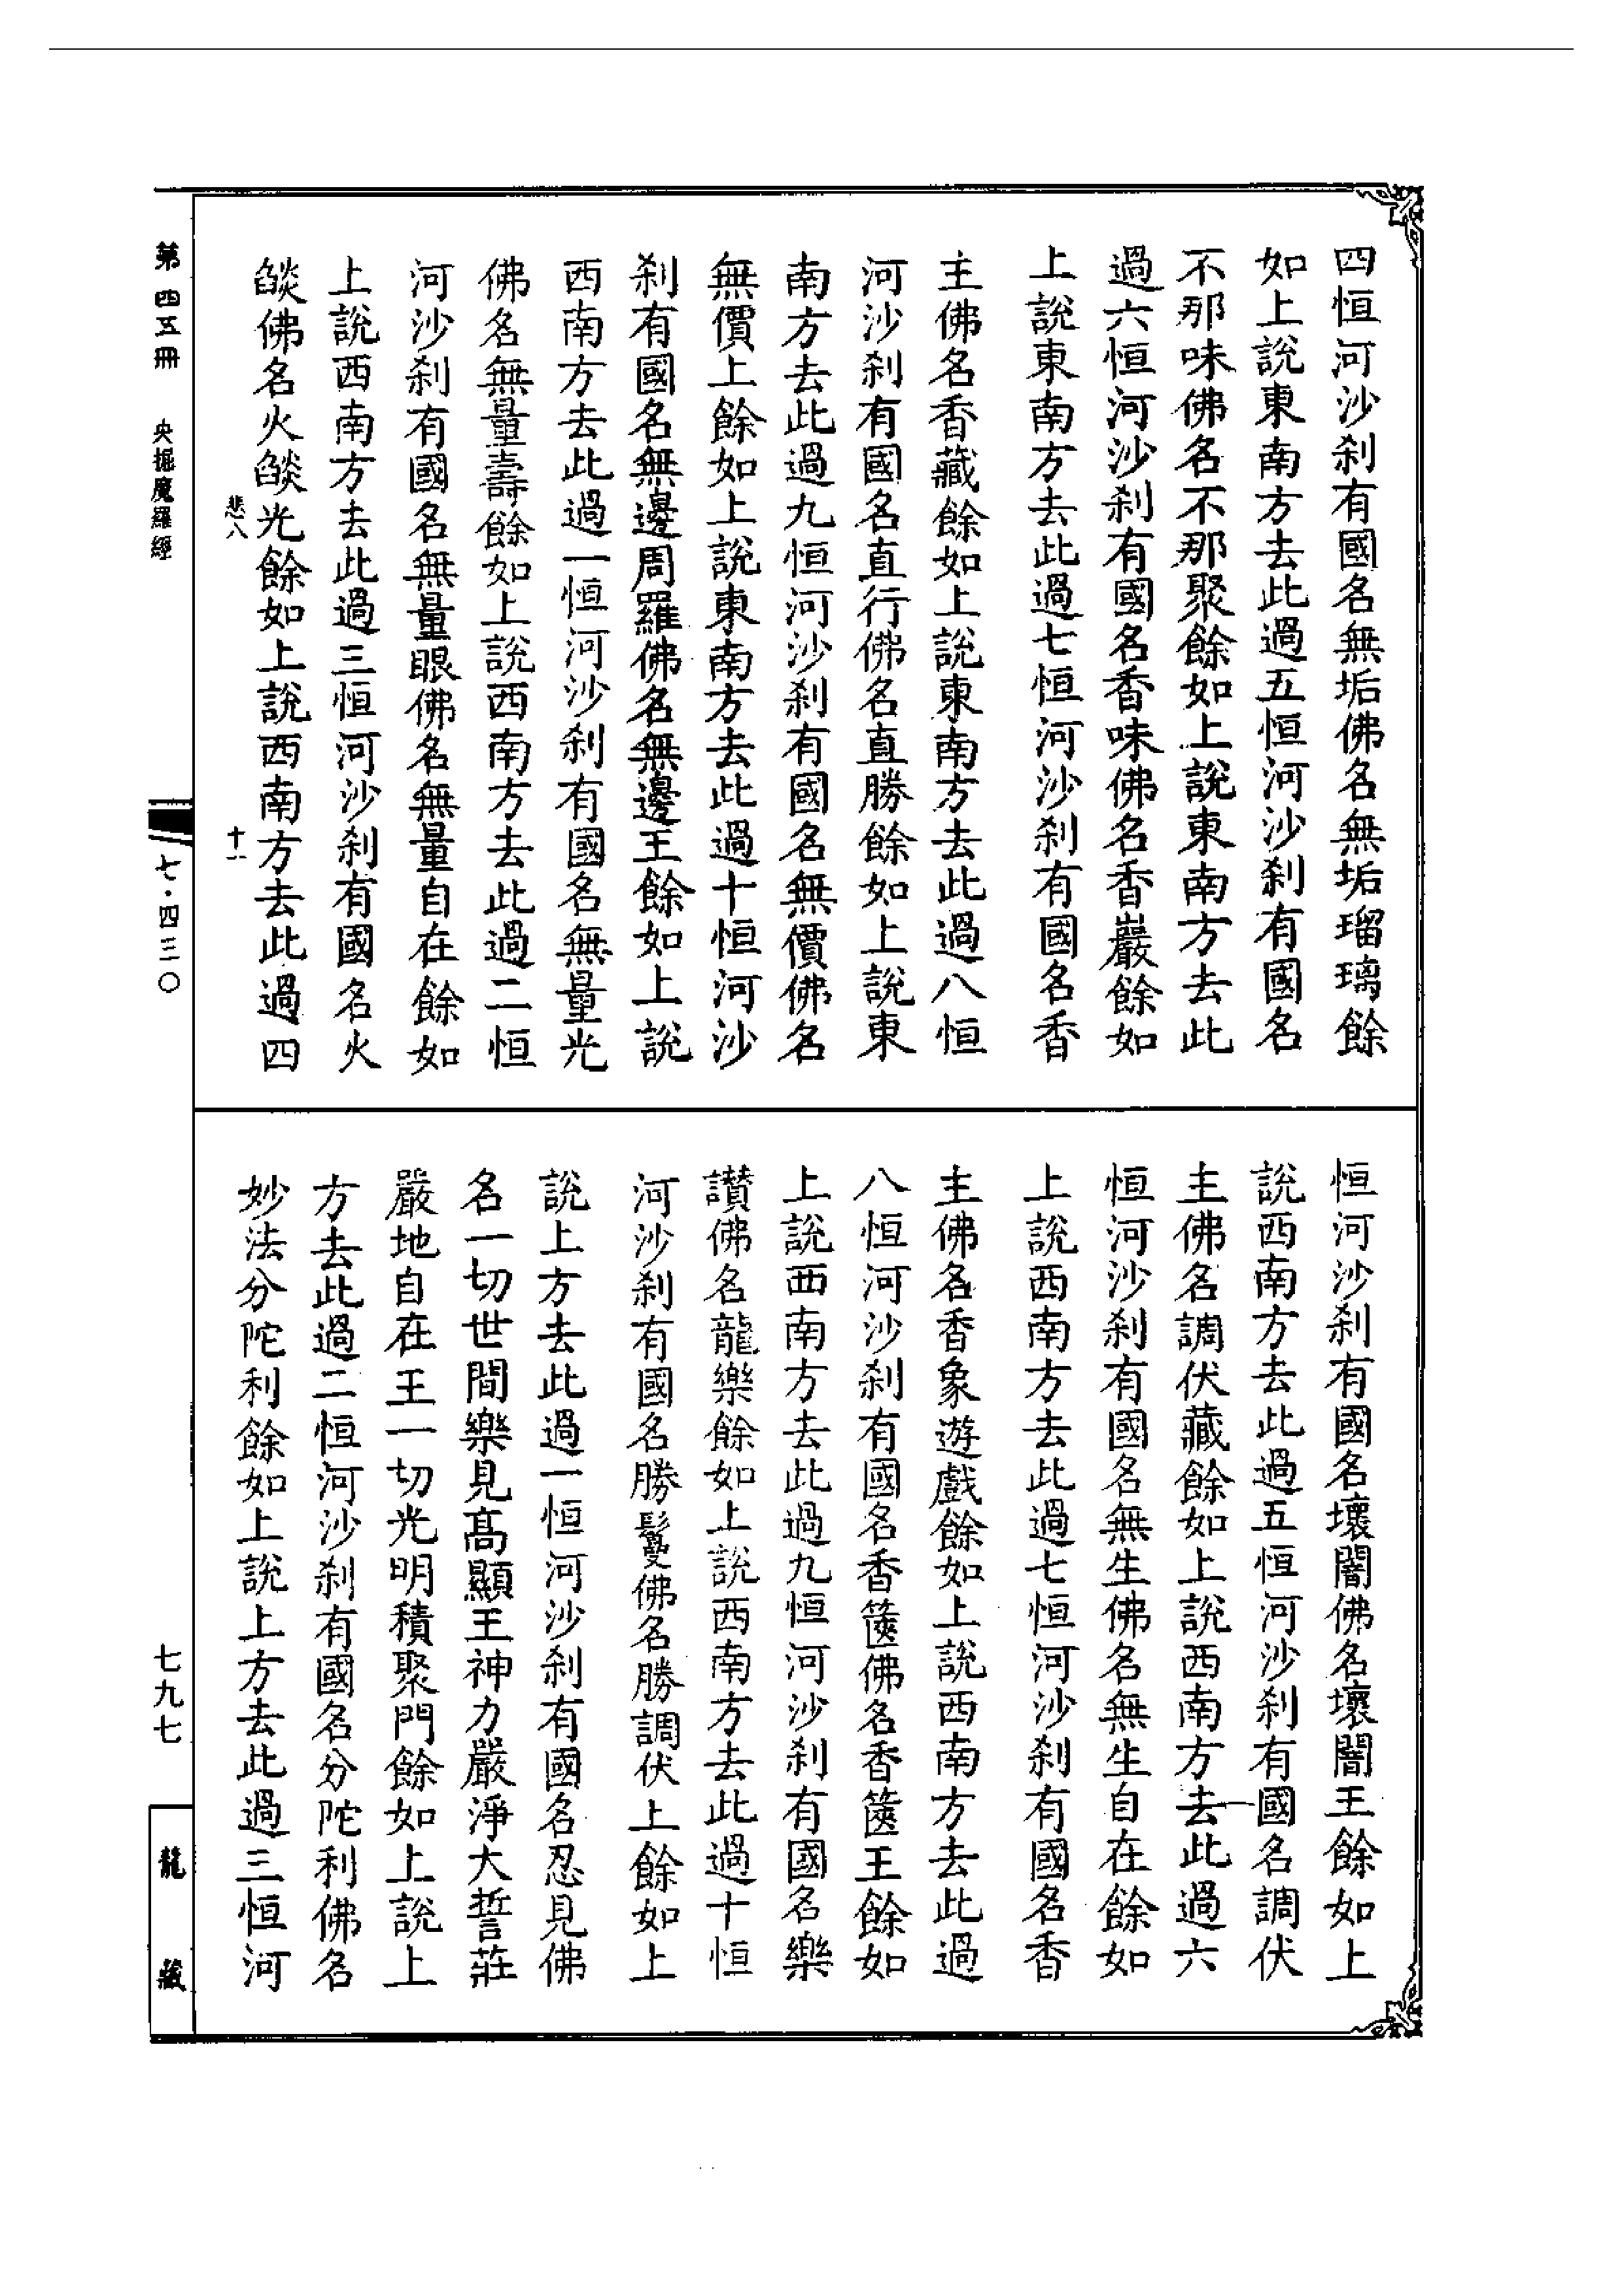 四恒河沙刹有國名無垢佛名無垢瑠璃餘
如上說東南方去此過五恒河沙刹有國名
不那味佛名不那聚餘如上說東南方去此
過六恒河沙刹有國名香味佛名香嚴餘如
上說東南方去此過七恒河沙刹有國名香
主佛名香藏餘如上說東南方去此過八恒
河沙刹有國名直行佛名直勝餘如上說東
南方去此過九恒河沙刹有國名無價佛名
無價上餘如上說東南方去此過十恒河沙
刹有國名無邊周羅佛名無邊王餘如上說
西南方去此過一恒河沙刹有國名無量光
佛名無量壽餘如上說西南方去此過二恒
河沙刹有國名無量眼佛名無量自在餘如
上說西南方去此過三恒河沙刹有國名火
燄佛名火燄光餘如上說西南方去此過四
悲八
十一
恒河沙刹有國名壞闇佛名壞闇王餘如上
說西南方去此過五恒河沙刹有國名調伏
主佛名調伏藏餘如上說西南方去此過六
恒河沙刹有國名無生佛名無生自在餘如
上說西南方去此過七恒河沙刹有國名香
主佛名香象遊戲餘如上說西南方去此過
八恒河沙刹有國名香篋佛名香篋王餘如
上說西南方去此過九恒河沙刹有國名樂
讚佛名龍樂餘如上說西南方去此過十恒
河沙刹有國名勝鬘佛名勝調伏上餘如上
說上方去此過一恒河沙刹有國名忍見佛
名一切世間樂見高顯王神力嚴淨大誓莊
嚴地自在王一切光明積聚門餘如上說上
方去此過二恒河沙刹有國名分陀利佛名
妙法分陀利餘如上說上方去此過三恒河
第四五冊
央掘魔羅經
七·四三〇
七九七
龍藏